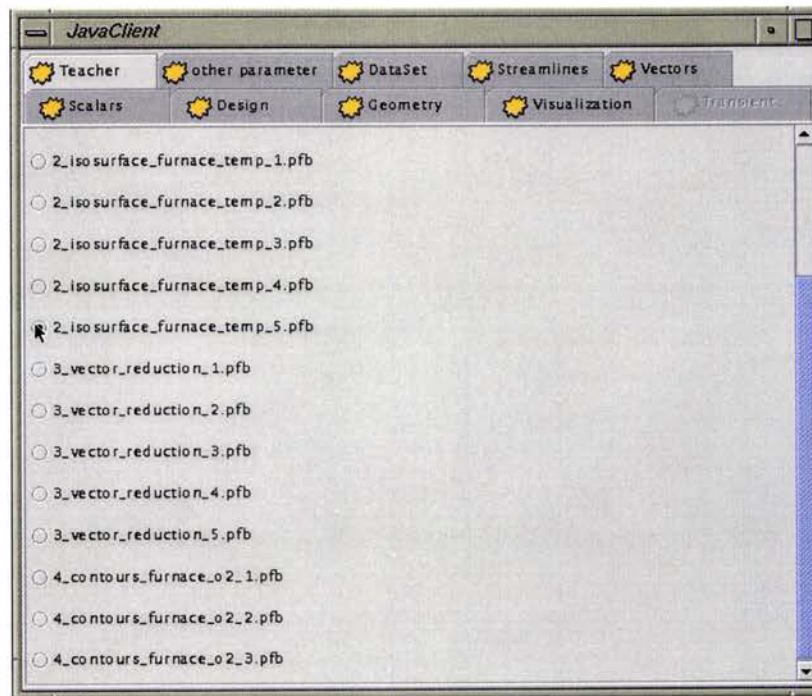 JavaClient
Teacher other parameter DataSet Streamlines Vectors
Scalars Design Geometry Visualization Transient
2_isosurface_furnace_temp_1.pfb
2_isosurface_furnace_temp_2.pfb
2_isosurface_furnace_temp_3.pfb
2_isosurface_furnace_temp_4.pfb
2_isosurface_furnace_temp_5.pfb
3_vector_reduction_1.pfb
3_vector_reduction_2.pfb
3_vector_reduction_3.pfb
3_vector_reduction_4.pfb
3_vector_reduction_5.pfb
4_contours_furnace_o2_1.pfb
4_contours_furnace_o2_2.pfb
4_contours_furnace_o2_3.pfb